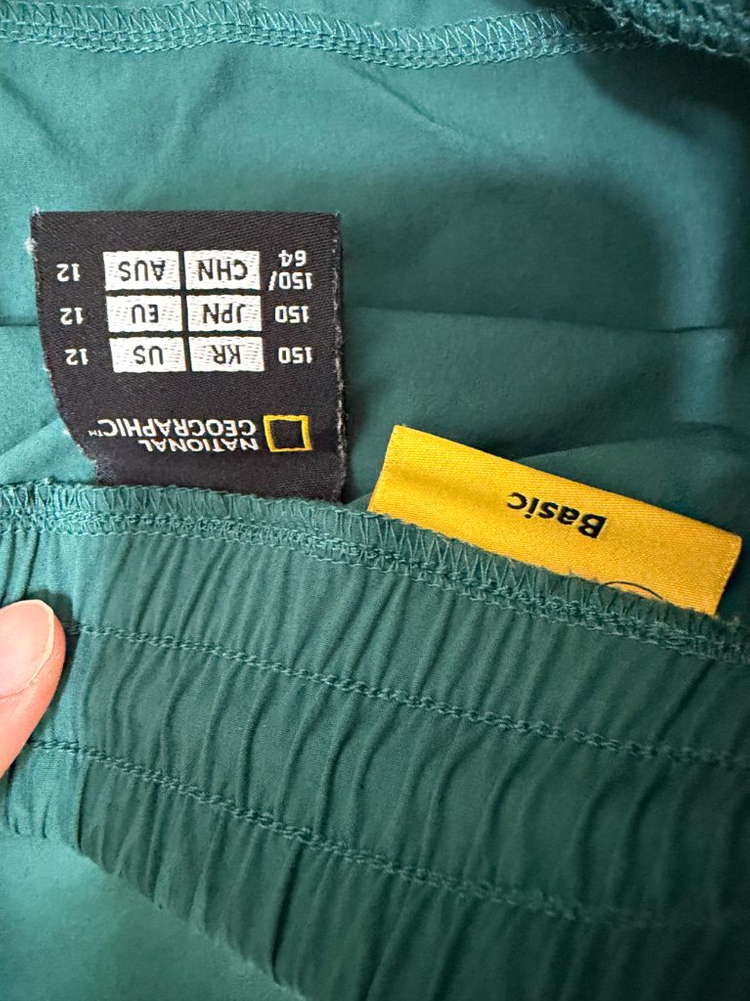 NATIONAL
GEOGRAPHIC™
150 KR US 12
150 JPN EU 12
150/64 CHN AUS 12
Basic